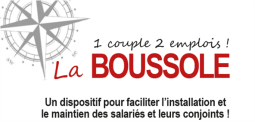 1 couple 2 emplois !
La BOUSSOLE
Un dispositif pour faciliter l'installation et
le maintien des salariés et leurs conjoints !